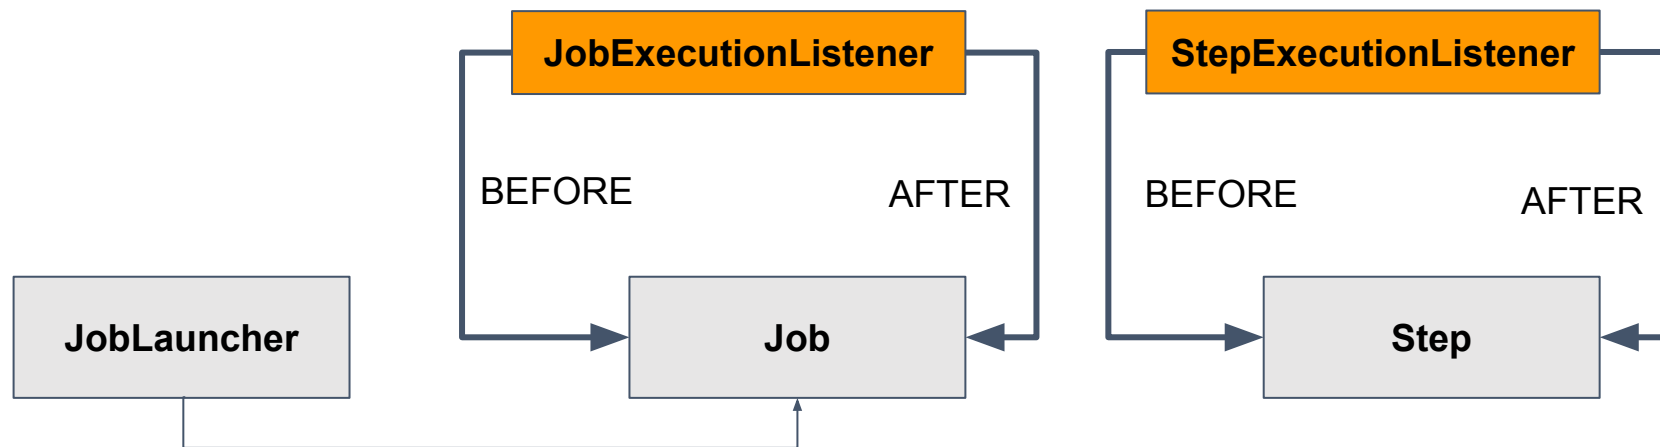 JobExecutionListener
StepExecutionListener
BEFORE
AFTER
BEFORE
AFTER
JobLauncher
Job
Step